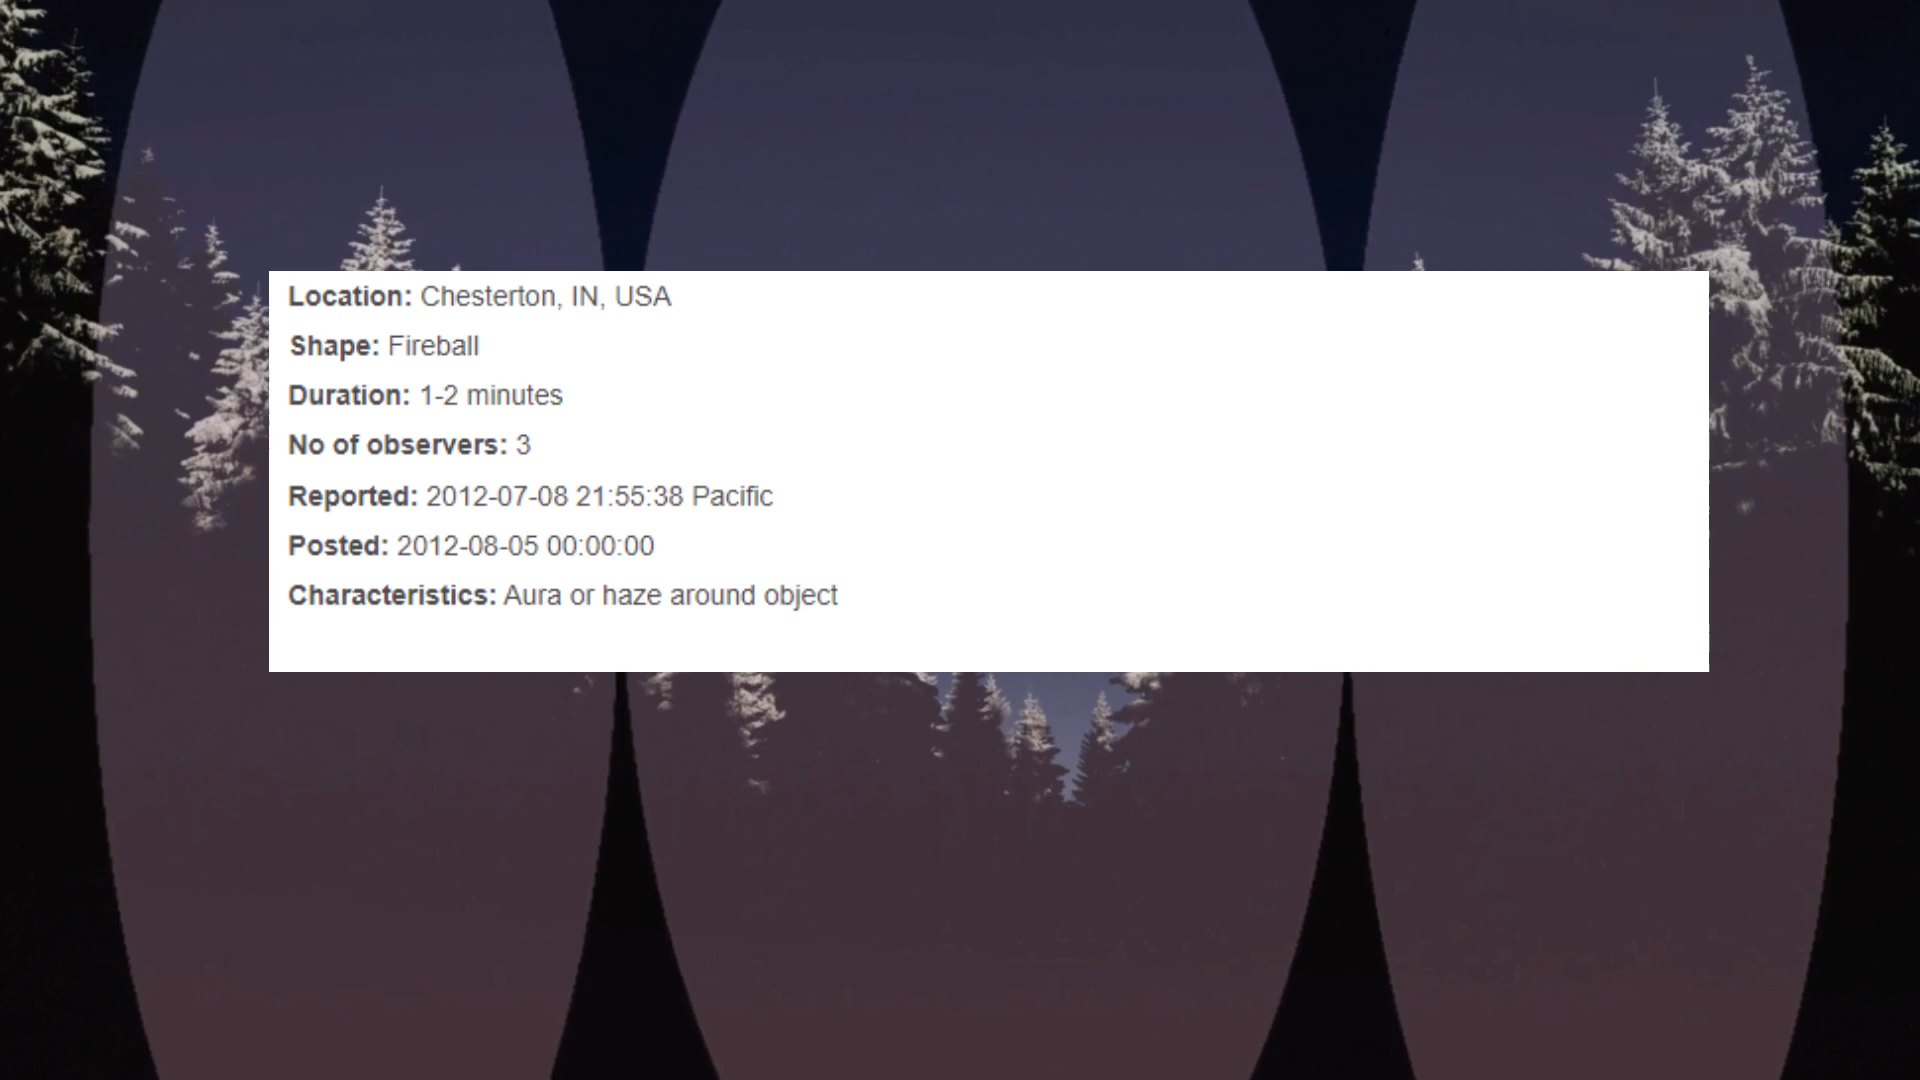 Location: Chesterton, IN, USA
Shape: Fireball
Duration: 1-2 minutes
No of observers: 3
Reported: 2012-07-08 21:55:38 Pacific
Posted: 2012-08-05 00:00:00
Characteristics: Aura or haze around object